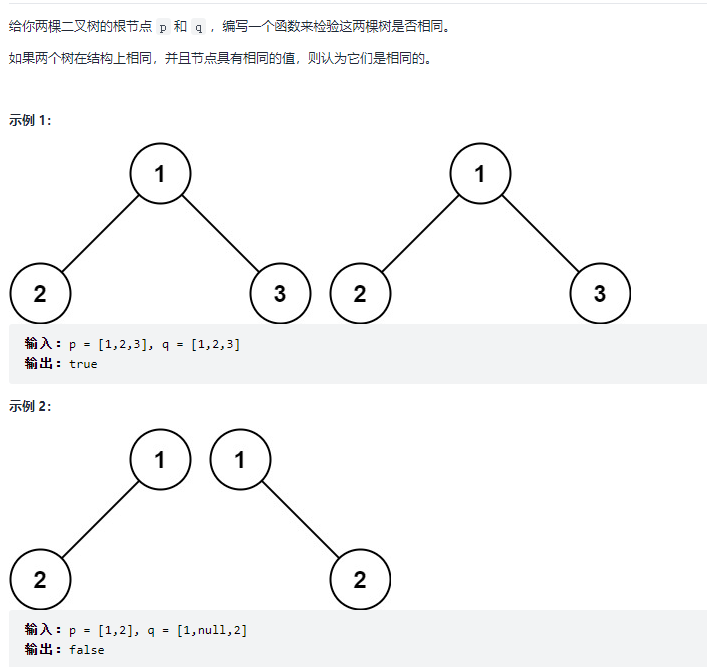 给你两棵二叉树的根节点 p 和 q ，编写一个函数来检验这两棵树是否相同。
如果两个树在结构上相同，并且节点具有相同的值，则认为它们是相同的。
示例 1：
1 1
2 3 2 3
输入：p = [1,2,3], q = [1,2,3]
输出：true
示例 2：
1 1
2 2
输入：p = [1,2], q = [1,null,2]
输出：false